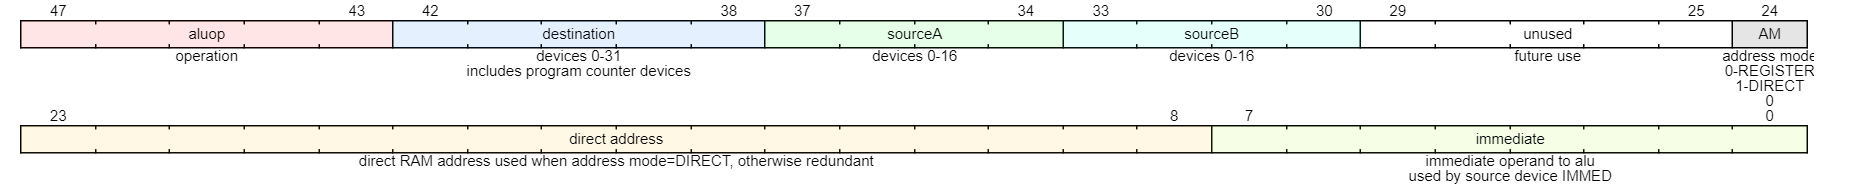 47 43 42 38 37 34 33 30 29 25 24
aluop destination sourceA sourceB unused AM
operation devices 0-31 devices 0-16 devices 0-16 future use address mode
includes program counter devices 0-REGISTER
1-DIRECT
0
23 8 7 0
direct address immediate
direct RAM address used when address mode=DIRECT, otherwise redundant immediate operand to alu
used by source device IMMED